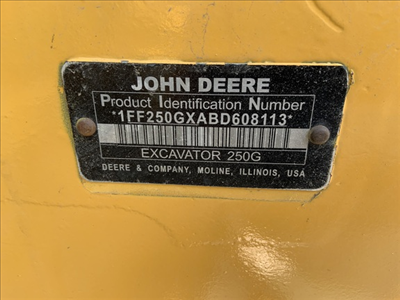 JOHN DEERE
Product Identification Number
*1FF250GXABD608113*
EXCAVATOR 250G
DEERE & COMPANY, MOLINE, ILLINOIS, USA